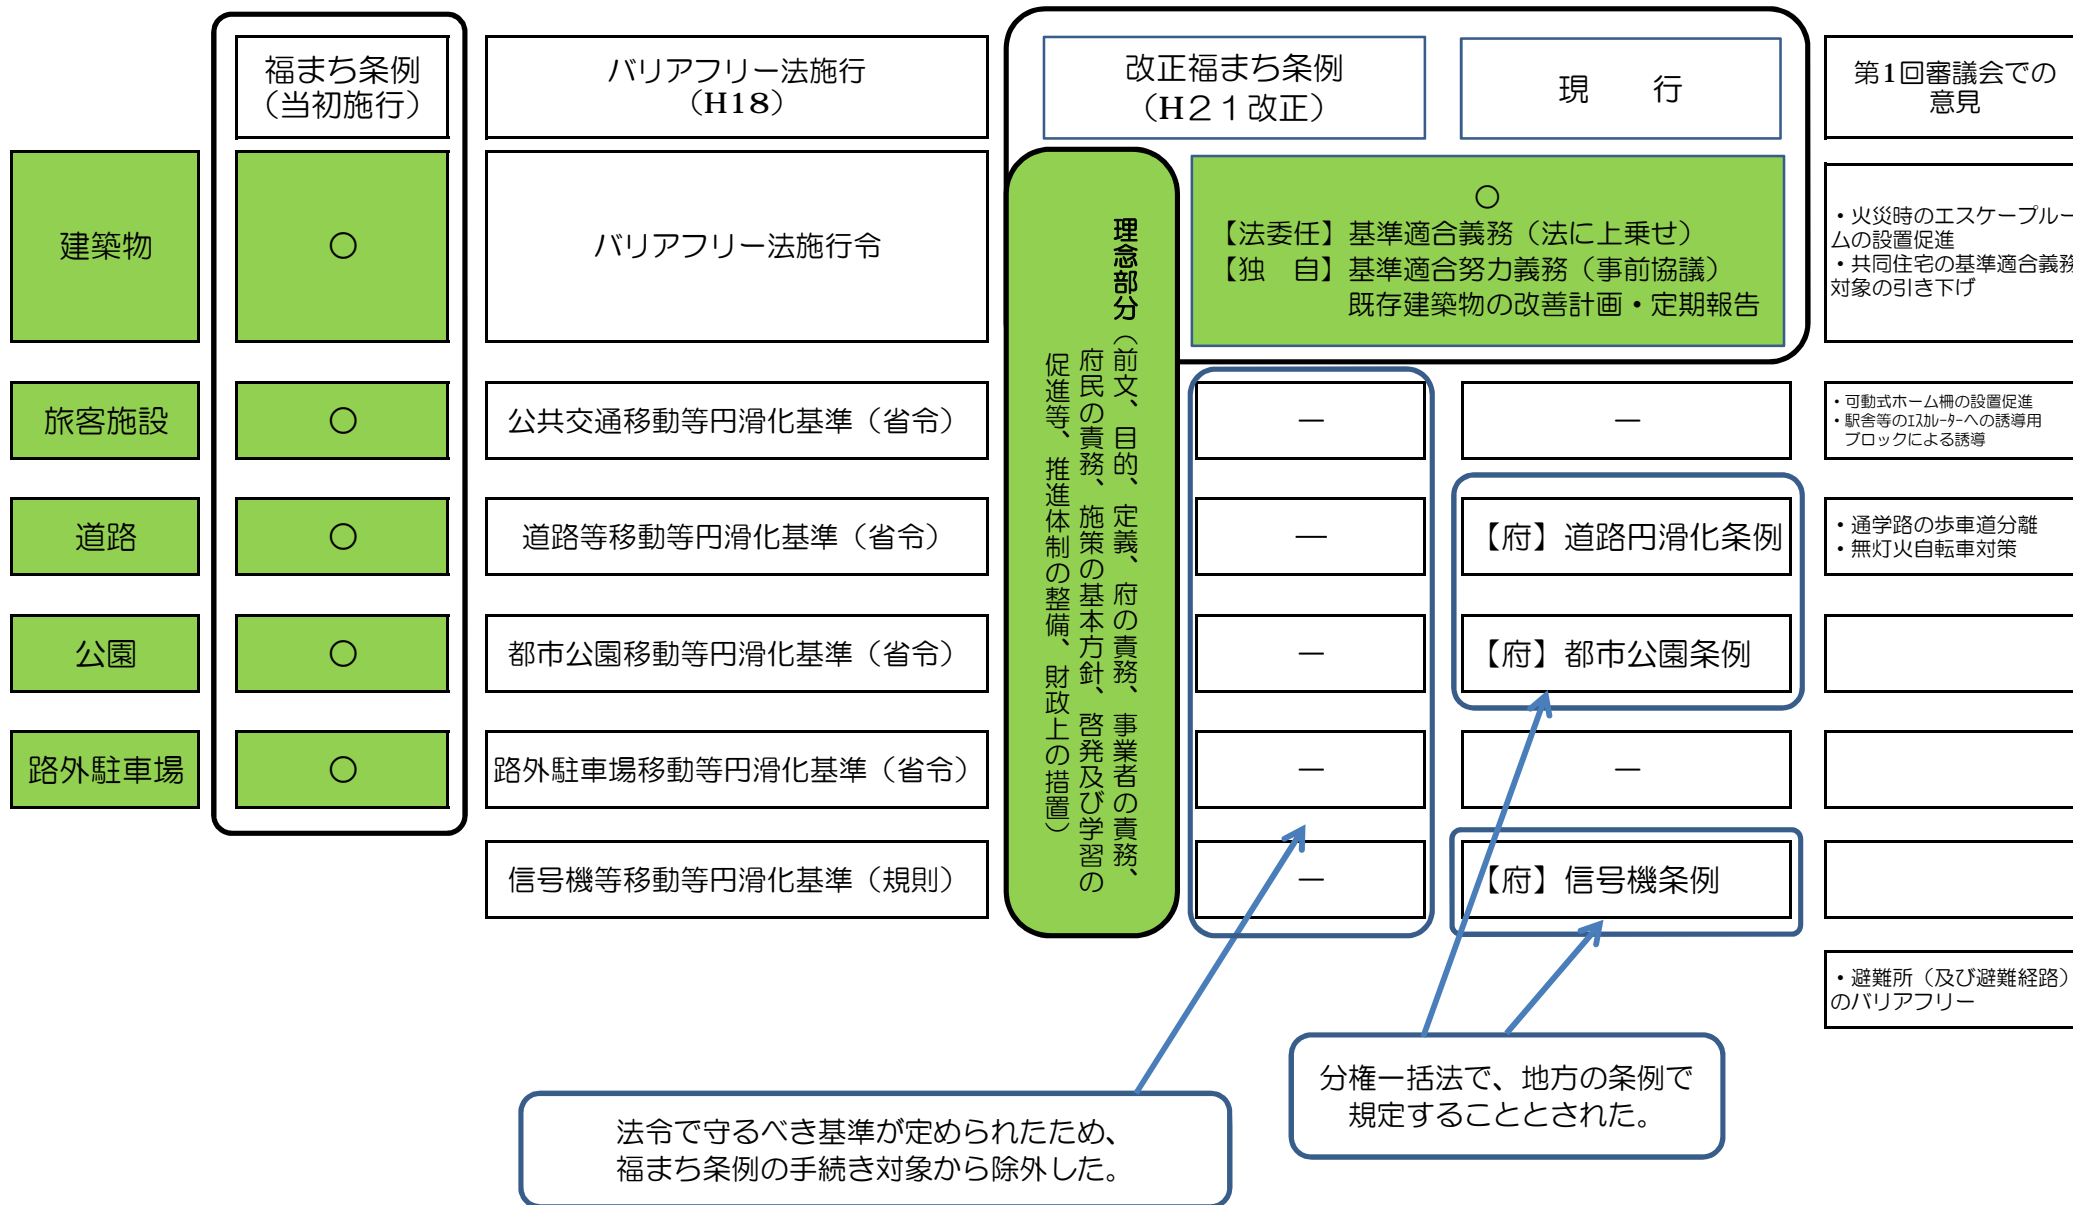 福まち条例
（当初施行）
バリアフリー法施行
（H18）
改正福まち条例
（H２１改正）
現　　行
第1回審議会での
意見
建築物
○
バリアフリー法施行令
○
【法委任】基準適合義務（法に上乗せ）
【独　自】基準適合努力義務（事前協議）
既存建築物の改善計画・定期報告
・火災時のエスケープルー
ムの設置促進
・共同住宅の基準適合義務
対象の引き下げ
理念部分（前文、目的、定義、府の責務、事業者の責務、
府民の責務、施策の基本方針、啓発及び学習の
促進等、推進体制の整備、財政上の措置）
旅客施設
○
公共交通移動等円滑化基準（省令）
－
－
・可動式ホーム柵の設置促進
・駅舎等のｴｽｶﾚｰﾀｰへの誘導用
ブロックによる誘導
道路
○
道路等移動等円滑化基準（省令）
―
【府】道路円滑化条例
・通学路の歩車道分離
・無灯火自転車対策
公園
○
都市公園移動等円滑化基準（省令）
－
【府】都市公園条例
路外駐車場
○
路外駐車場移動等円滑化基準（省令）
－
－
信号機等移動等円滑化基準（規則）
－
【府】信号機条例
・避難所（及び避難経路）
のバリアフリー
分権一括法で、地方の条例で
規定することとされた。
法令で守るべき基準が定められたため、
福まち条例の手続き対象から除外した。